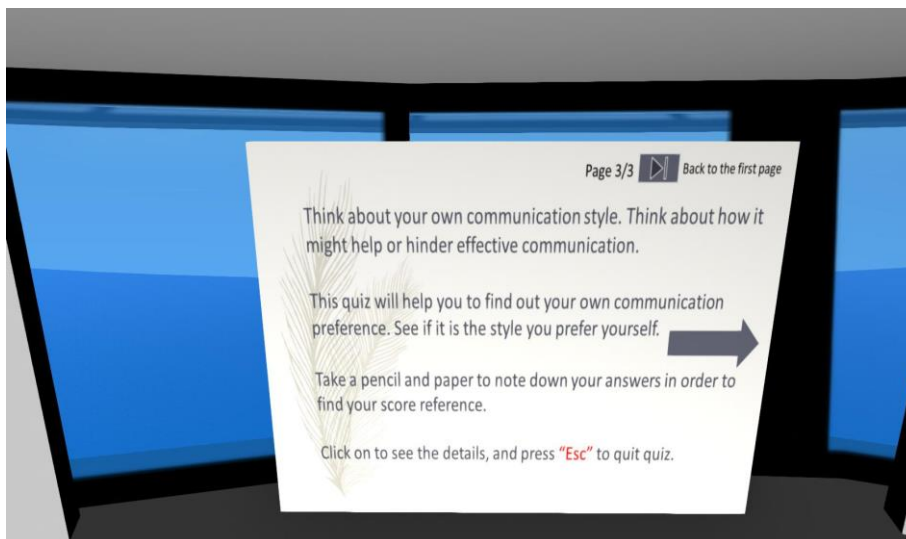 Page 3/3 Back to the first page
Think about your own communication style. Think about how it
might help or hinder effective communication.
This quiz will help you to find out your own communication
preference. See if it is the style you prefer yourself.
Take a pencil and paper to note down your answers in order to
find your score reference.
Click on to see the details, and press “Esc” to quit quiz.